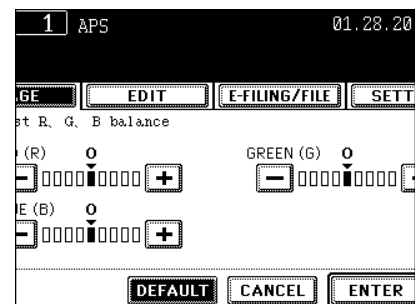 1 APS 01.28.20
GE EDIT E-FILING/FILE SETT
st R, G, B balance
(R) 0 GREEN (G) 0
− + −
E (B) 0
− +
DEFAULT CANCEL ENTER